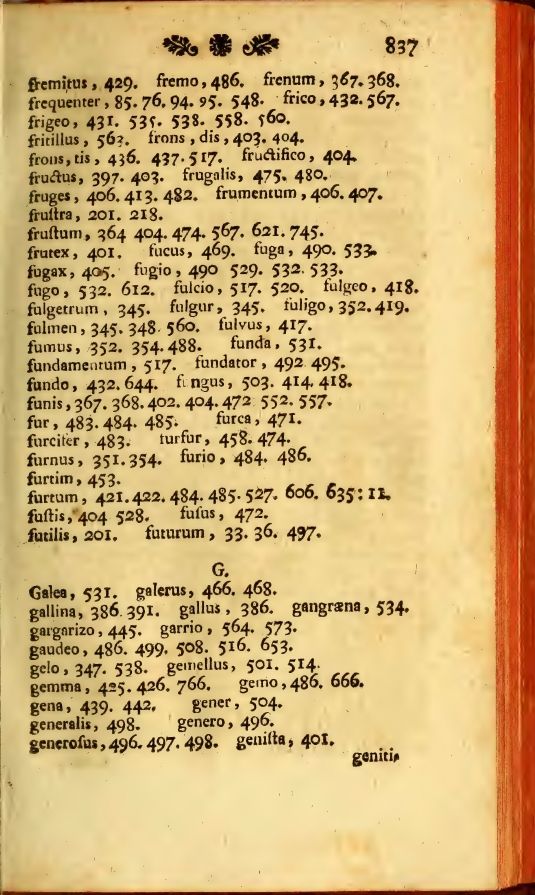 837
fremitus, 429. fremo, 486. frenum, 367. 368.
frequenter, 85. 76. 94. 95. 548. frico, 432. 567.
frigeo, 431. 535. 538. 558. 560.
fritillus, 563. frons, dis, 403. 404.
frons, tis, 436. 437. 517. fructifico, 404.
fructus, 397. 403. frugalis, 475. 480.
fruges, 406. 413. 482. frumentum, 406. 407.
fruſtra, 201. 218.
fruſtum, 364 404. 474. 567. 621. 745.
frutex, 401. fucus, 469. fuga, 490. 533.
fugax, 405. fugio, 490 529. 532. 533.
fugo, 532. 612. fulcio, 517. 520. fulgeo, 418.
fulgetrum, 345. fulgur, 345. fuligo, 352. 419.
fulmen, 345. 348. 560. fulvus, 417.
fumus, 352. 354. 488. funda, 531.
fundamentum, 517. fundator, 492 495.
fundo, 432. 644. fungus, 503. 414. 418.
funis, 367. 368. 402. 404. 472 552. 557.
fur, 483. 484. 485. furca, 471.
furcifer, 483. furfur, 458. 474.
furnus, 351. 354. furio, 484. 486.
furtim, 453.
furtum, 421. 422. 484. 485. 527. 606. 635: 11.
fuſtis, 404 528. fuſus, 472.
futilis, 201. futurum, 33. 36. 497.
G.
Galea, 531. galerus, 466. 468.
gallina, 386. 391. gallus, 386. gangræna, 534.
gargarizo, 445. garrio, 564. 573.
gaudeo, 486. 499. 508. 516. 653.
gelo, 347. 538. gemellus, 501. 514.
gemma, 425. 426. 766. gemo, 486. 666.
gena, 439. 442. gener, 504.
generalis, 498. genero, 496.
generoſus, 496. 497. 498. geniſta, 401.
geniti-